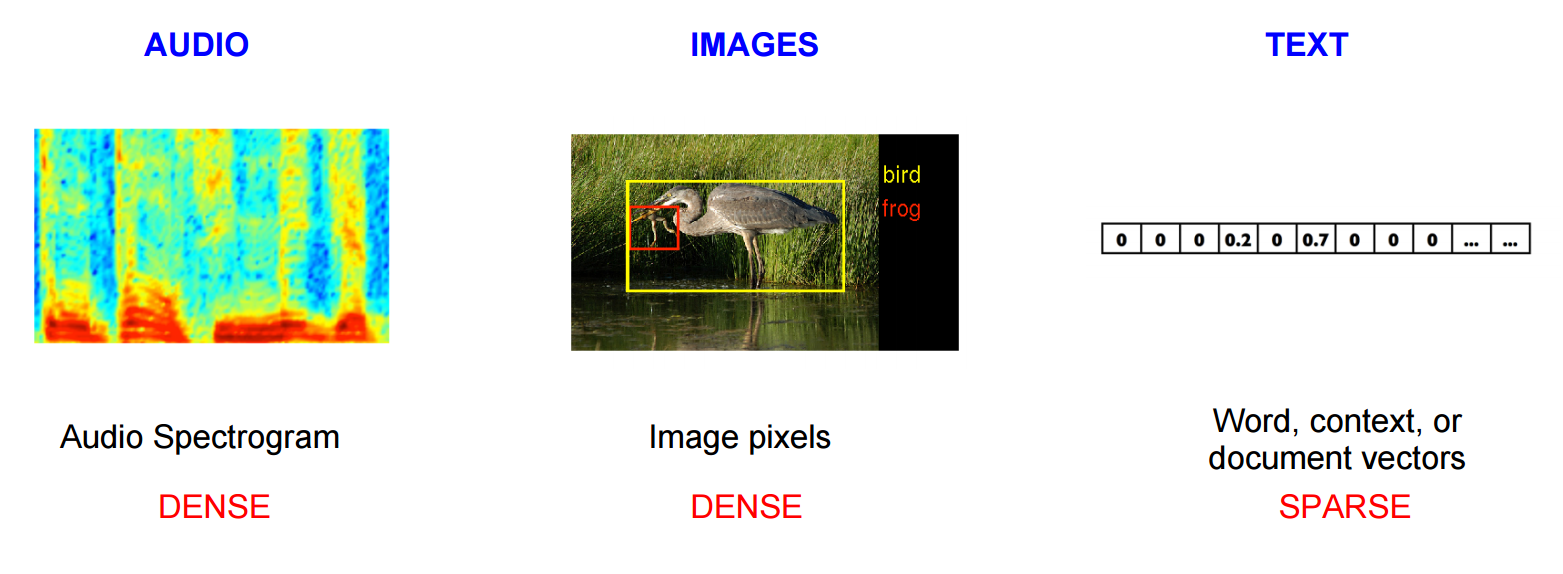 AUDIO
IMAGES
TEXT
bird
frog
0 0 0 0.2 0 0.7 0 0 0 ... ...
Audio Spectrogram
Image pixels
Word, context, or
document vectors
DENSE
DENSE
SPARSE